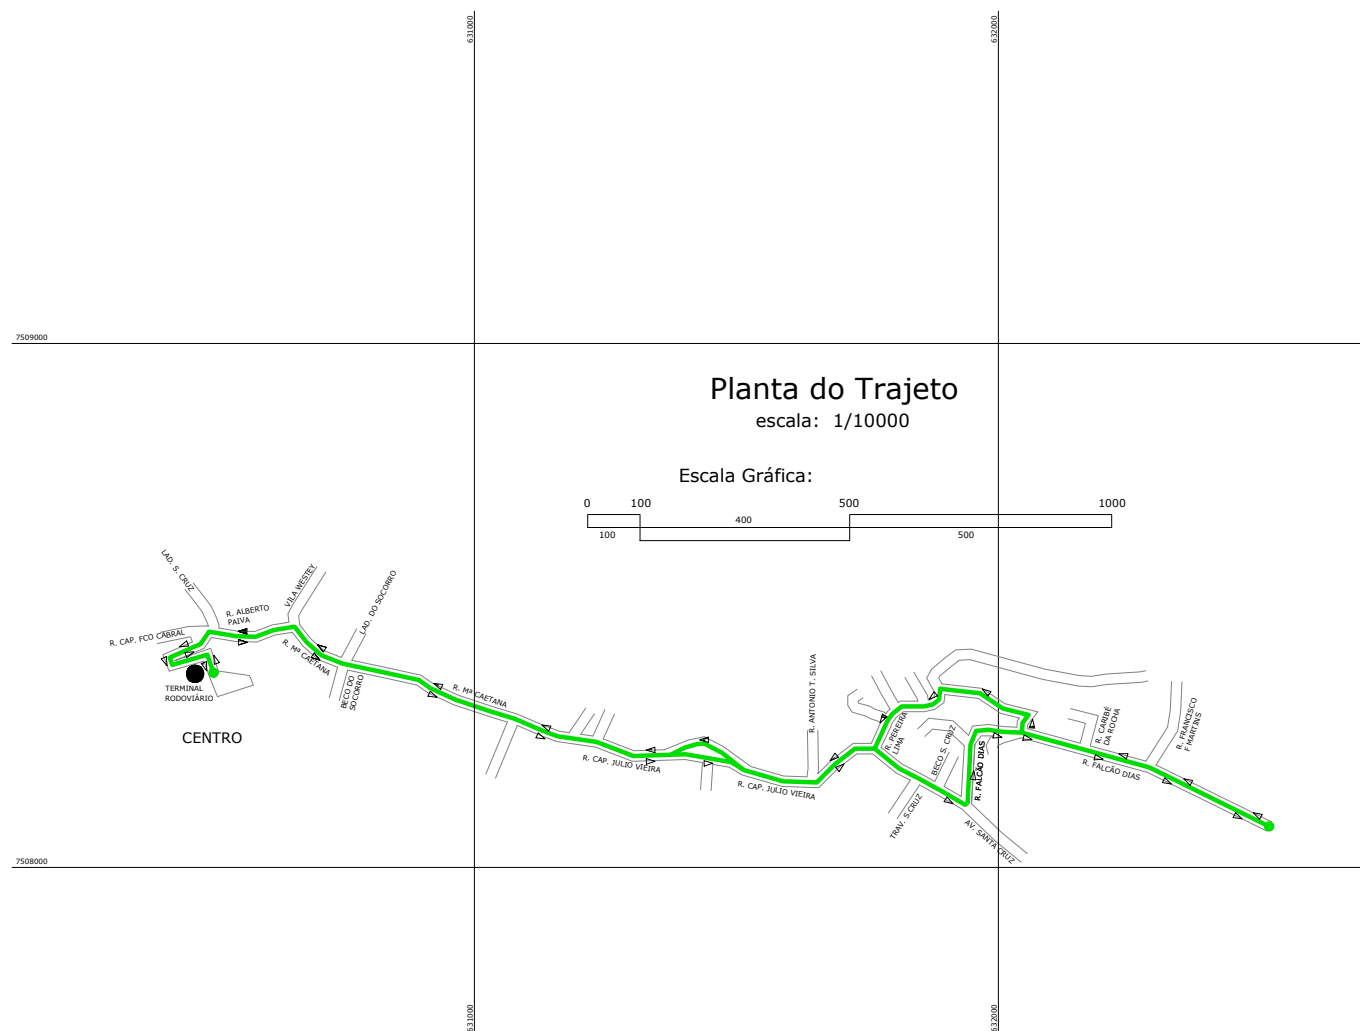 631000
632000
7509000
Planta do Trajeto
escala: 1/10000
Escala Gráfica:
0 100 500 1000
400
100 500
LAD. S. CRUZ
VILA WESTEY
LAD. DO SOCORRO
R. ALBERTO
PAIVA
R. CAP. FCO CABRAL
R. Mª CAETANA
BECO DO
SOCORRO
TERMINAL
RODOVIÁRIO
CENTRO
R. Mª CAETANA
R. CAP. JULIO VIEIRA
R. CAP. JULIO VIEIRA
R. ANTONIO T. SILVA
R. PEREIRA
LIMA
BECO S. CRUZ
TRAV. S.CRUZ
R. FALCÃO DIAS
AV. SANTA CRUZ
R. FALCÃO DIAS
R. CARIBÉ
DA ROCHA
R. FRANCISCO
F MARTINS
7508000
631000
632000